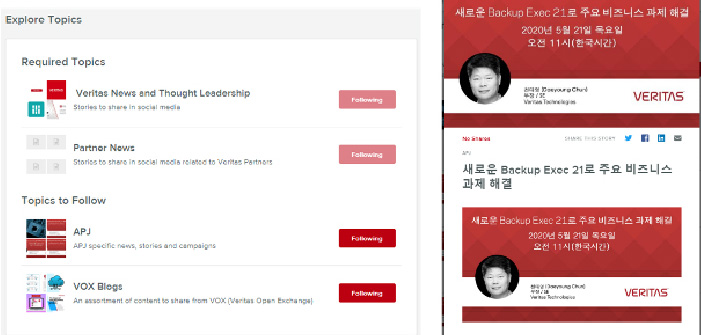 Explore Topics
Required Topics
Veritas News and Thought Leadership
Stories to share in social media
Following
Partner News
Stories to share in social media related to Veritas Partners
Following
Topics to Follow
APJ
APJ specific news, stories and campaigns
Following
VOX Blogs
An assortment of content to share from VOX (Veritas Open Exchange)
Following
새로운 Backup Exec 21로 주요 비즈니스 과제 해결
2020년 5월 21일 목요일
오전 11시(한국시간)
(Daeyoung Chun)
Veritas Technologies
VERITAS
No Shares
SHARE THIS STORY
APJ
새로운 Backup Exec 21로 주요 비즈니스
과제 해결
새로운 Backup Exec 21로 주요 비즈니스 과제 해결
2020년 5월 21일 목요일
오전 11시(한국시간)
(Daeyoung Chun)
Veritas Technologies
VERITAS